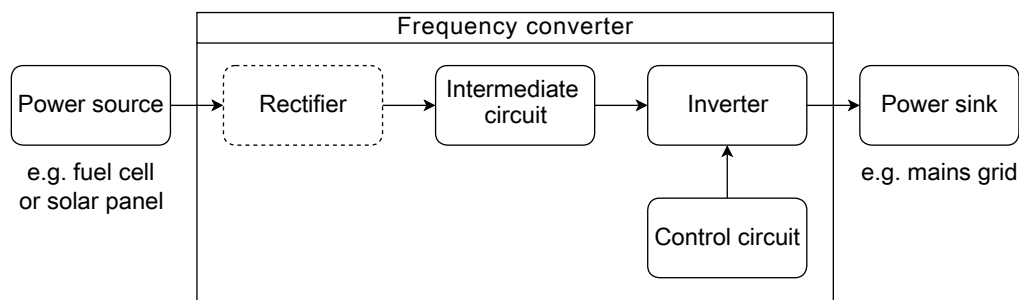 Frequency converter
Power source
Rectifier
Intermediate
circuit
Inverter
Power sink
e.g. fuel cell
or solar panel
e.g. mains grid
Control circuit